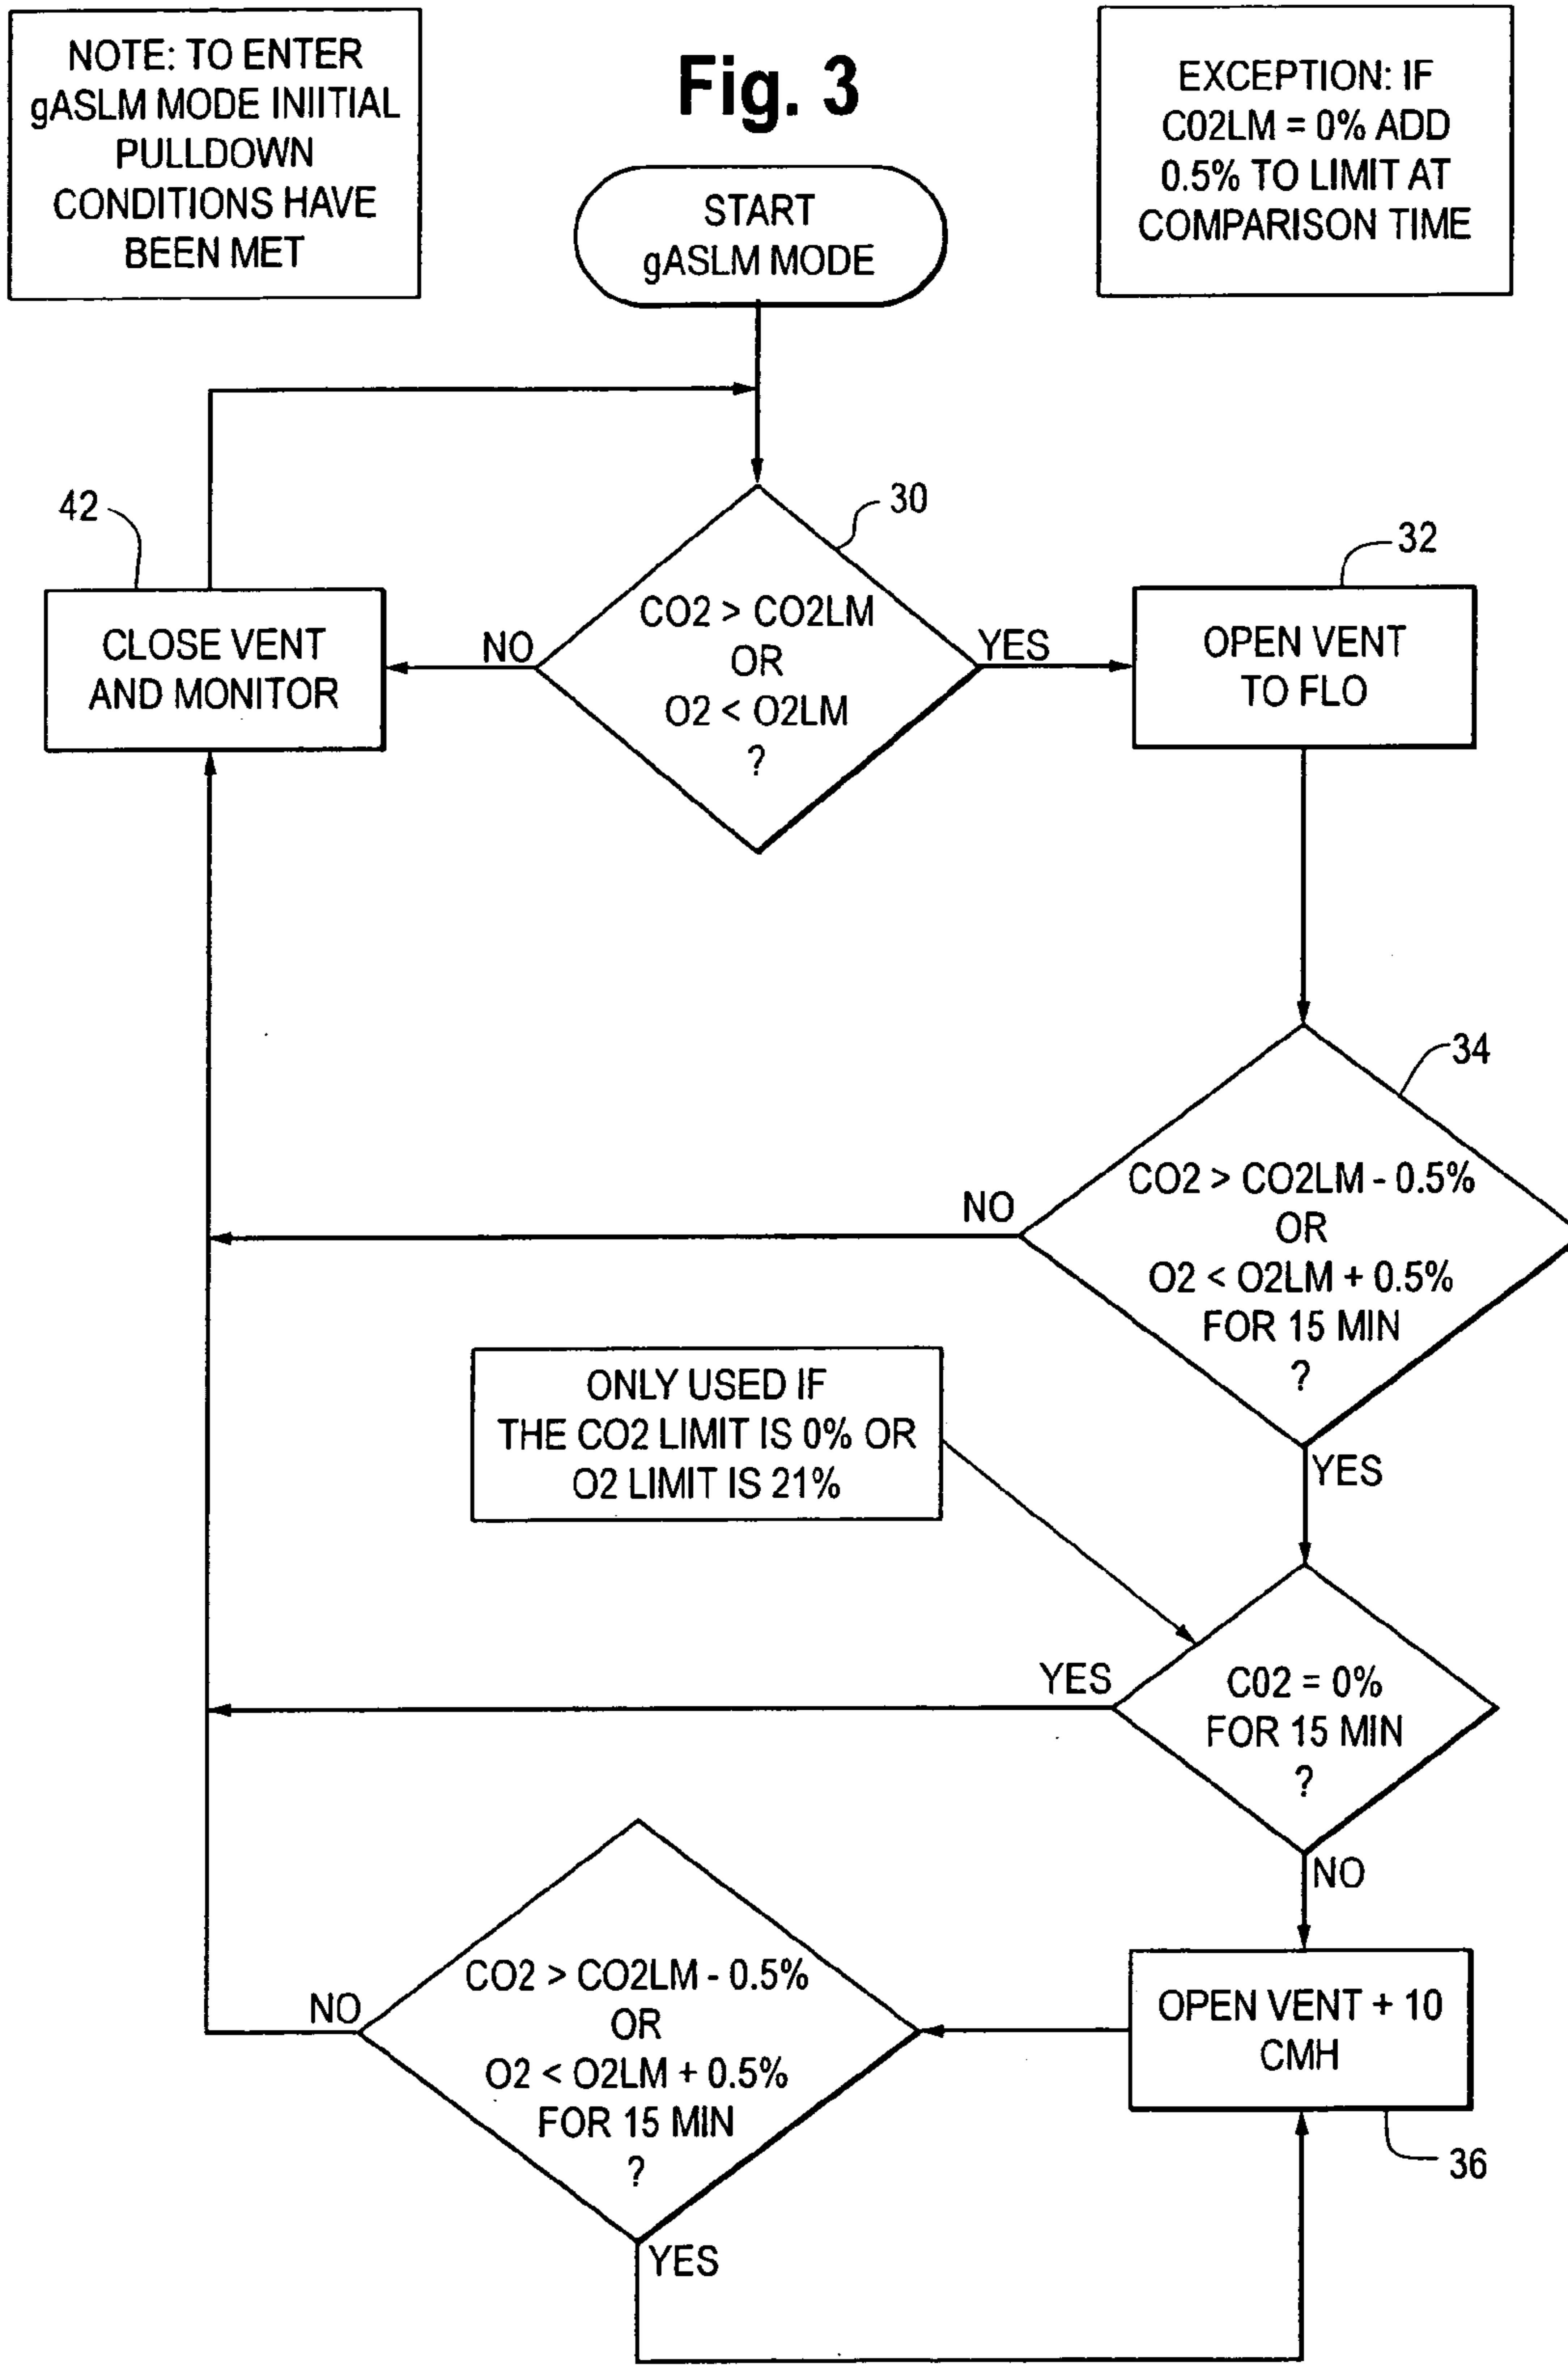 NOTE: TO ENTER
gASLM MODE INIITIAL
PULLDOWN
CONDITIONS HAVE
BEEN MET
Fig. 3
EXCEPTION: IF
C02LM = 0% ADD
0.5% TO LIMIT AT
COMPARISON TIME
START
gASLM MODE
42
30
32
CLOSE VENT
AND MONITOR
NO
CO2 > CO2LM
OR
O2 < O2LM
?
YES
OPEN VENT
TO FLO
34
NO
CO2 > CO2LM - 0.5%
OR
O2 < O2LM + 0.5%
FOR 15 MIN
?
YES
ONLY USED IF
THE CO2 LIMIT IS 0% OR
O2 LIMIT IS 21%
YES
C02 = 0%
FOR 15 MIN
?
NO
NO
CO2 > CO2LM - 0.5%
OR
O2 < O2LM + 0.5%
FOR 15 MIN
?
YES
OPEN VENT + 10
CMH
36